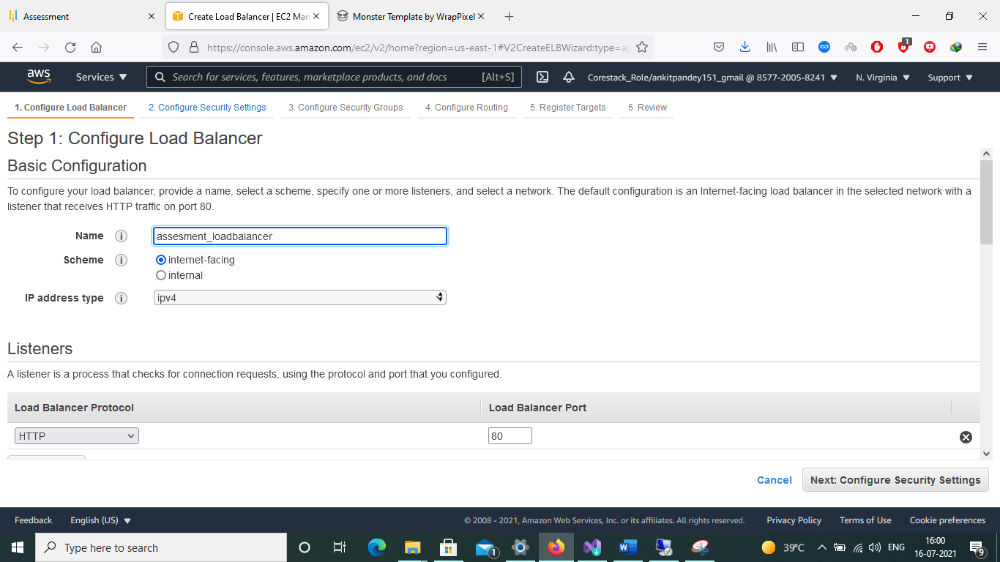 Assessment
Create Load Balancer | EC2 Man
Monster Template by WrapPixel
https://console.aws.amazon.com/ec2/v2/home?region=us-east-1#V2CreateELBWizard:type=ap
1
aws
Services
Search for services, features, marketplace products, and docs
[Alt+S]
Corestack_Role/ankitpandey151_gmail @ 8577-2005-8241
N. Virginia
Support
1. Configure Load Balancer
2. Configure Security Settings
3. Configure Security Groups
4. Configure Routing
5. Register Targets
6. Review
Step 1: Configure Load Balancer
Basic Configuration
To configure your load balancer, provide a name, select a scheme, specify one or more listeners, and select a network. The default configuration is an Internet-facing load balancer in the selected network with a
listener that receives HTTP traffic on port 80.
Name
assesment_loadbalancer
Scheme
internet-facing
internal
IP address type
ipv4
Listeners
A listener is a process that checks for connection requests, using the protocol and port that you configured.
Load Balancer Protocol
Load Balancer Port
HTTP
80
Cancel
Next: Configure Security Settings
Feedback
English (US)
© 2008 - 2021, Amazon Web Services, Inc. or its affiliates. All rights reserved.
Privacy Policy
Terms of Use
Cookie preferences
Type here to search
1
39°C
ENG
16:00
16-07-2021
9